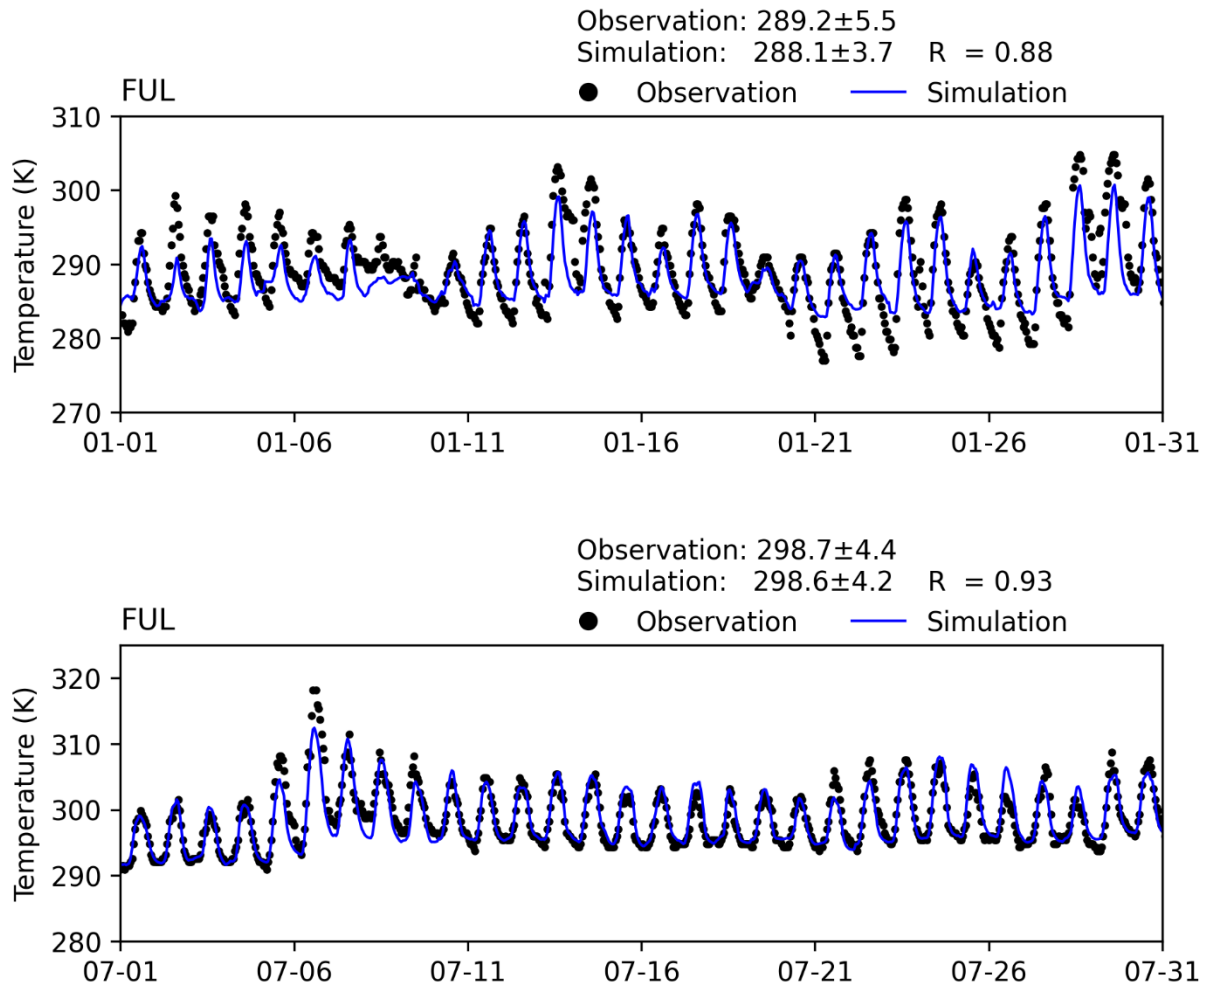 Observation: 289.2±5.5
Simulation: 288.1±3.7 R = 0.88
FUL
Observation Simulation
Temperature (K)
310
300
290
280
270
01-01 01-06 01-11 01-16 01-21 01-26 01-31
Observation: 298.7±4.4
Simulation: 298.6±4.2 R = 0.93
FUL
Observation Simulation
Temperature (K)
320
310
300
290
280
07-01 07-06 07-11 07-16 07-21 07-26 07-31